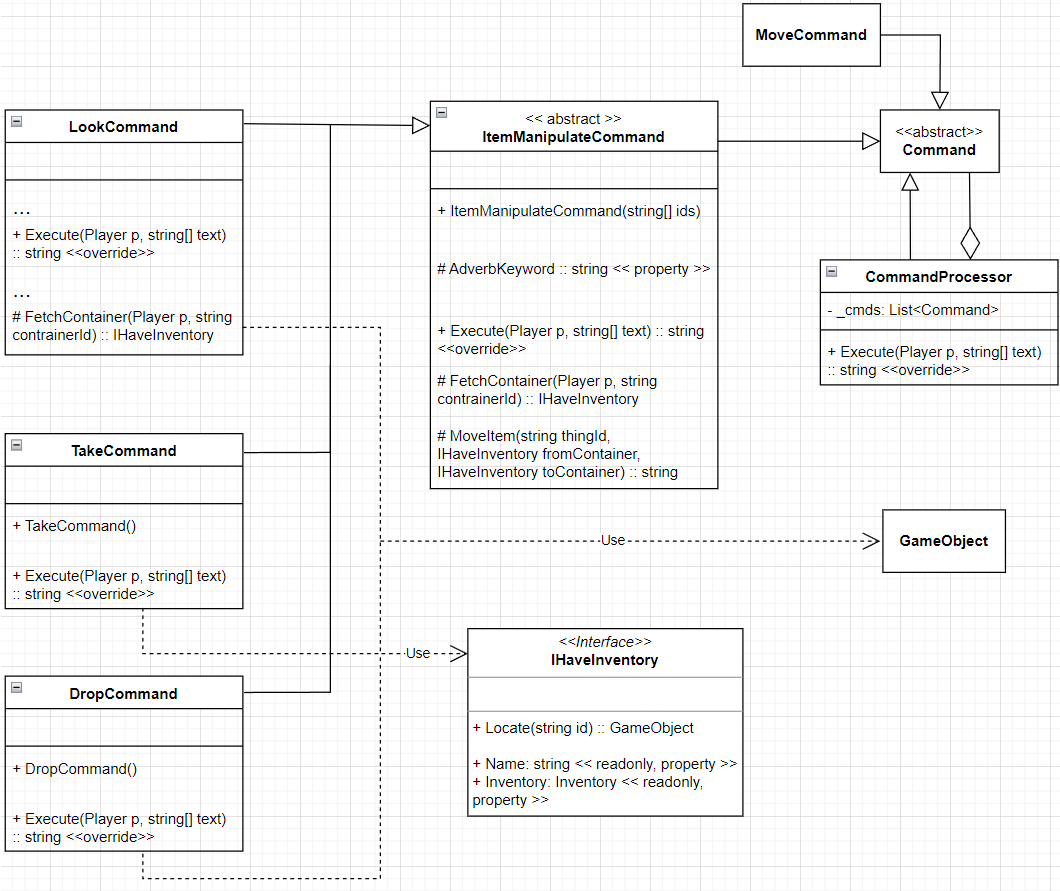 MoveCommand
<<abstract>>
Command
LookCommand
...
+ Execute(Player p, string[] text)
:: string <<override>>
...
# FetchContainer(Player p, string
contrainerId) :: IHaveInventory
<< abstract >>
ItemManipulateCommand
+ ItemManipulateCommand(string[] ids)
# AdverbKeyword :: string << property >>
+ Execute(Player p, string[] text) :: string
<<override>>
# FetchContainer(Player p, string
contrainerId) :: IHaveInventory
# MoveItem(string thingId,
IHaveInventory fromContainer,
IHaveInventory toContainer) :: string
CommandProcessor
- _cmds: List<Command>
+ Execute(Player p, string[] text)
:: string <<override>>
TakeCommand
+ TakeCommand()
+ Execute(Player p, string[] text)
:: string <<override>>
Use
GameObject
Use
<<Interface>>
IHaveInventory
+ Locate(string id) :: GameObject
+ Name: string << readonly, property >>
+ Inventory: Inventory << readonly,
property >>
DropCommand
+ DropCommand()
+ Execute(Player p, string[] text)
:: string <<override>>